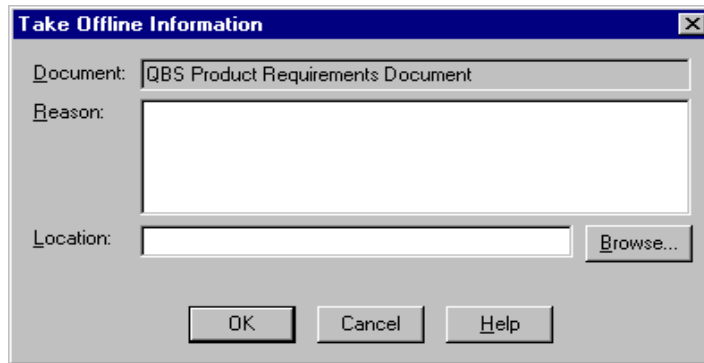 Take Offline Information
Document: QBS Product Requirements Document
Reason:
Location: Browse...
OK Cancel Help